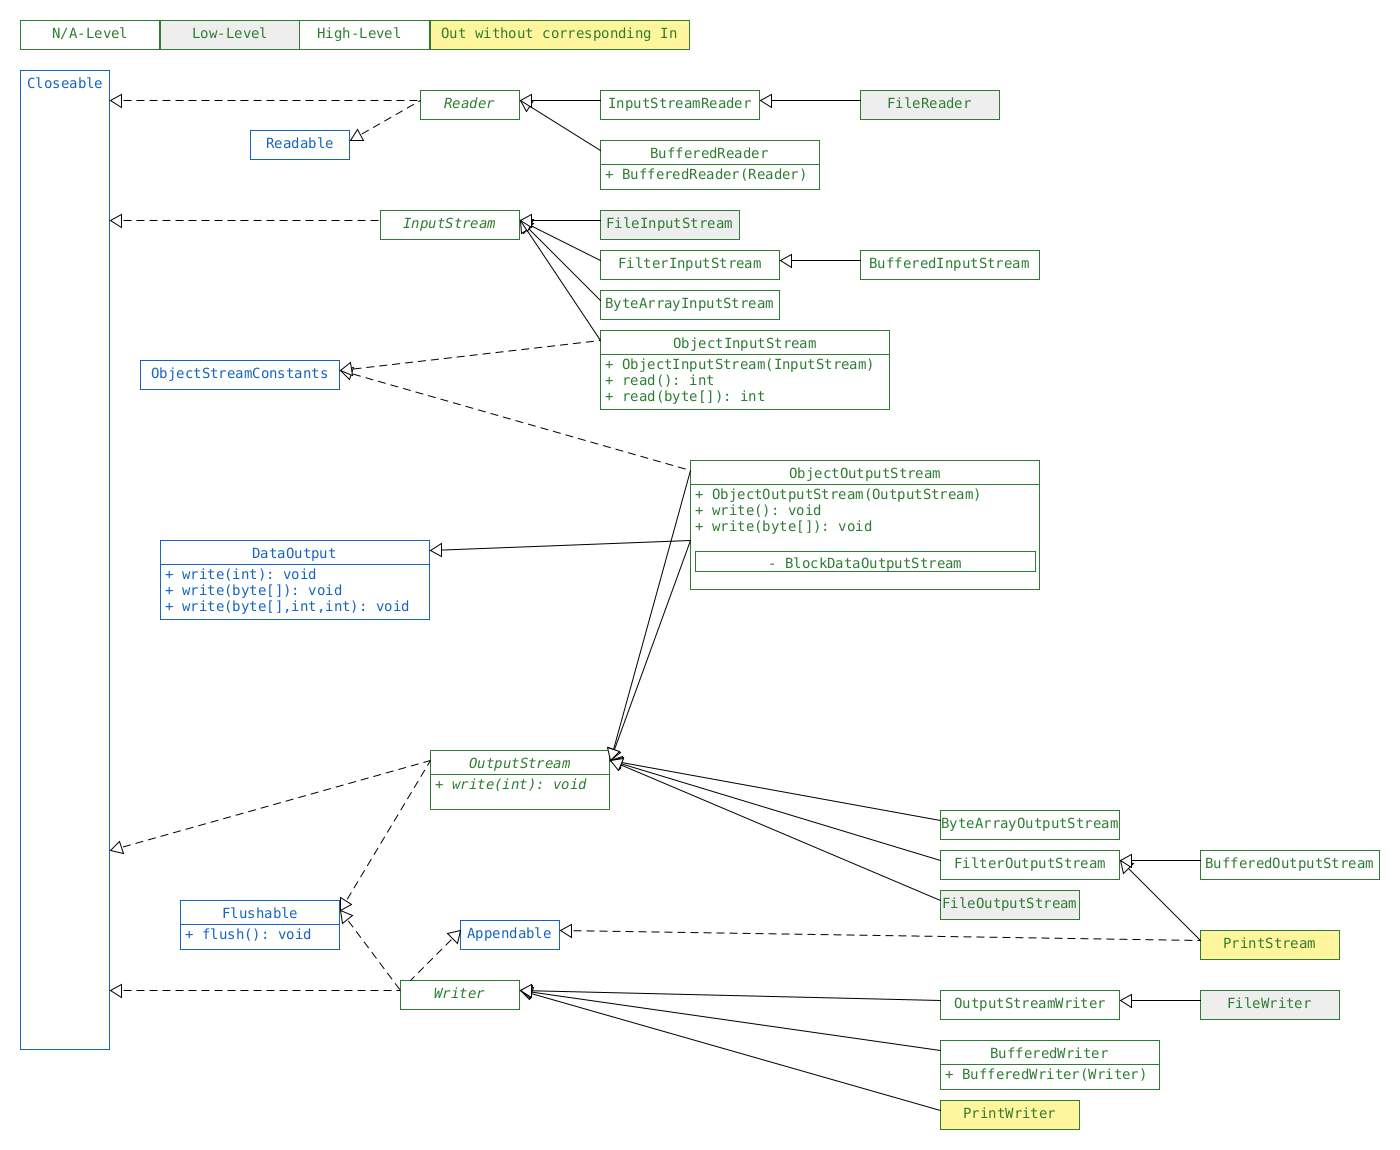 N/A-Level
Low-Level
High-Level
Out without corresponding In
Closeable
Reader
InputStreamReader
FileReader
Readable
BufferedReader
+ BufferedReader(Reader)
InputStream
FileInputStream
FilterInputStream
BufferedInputStream
ByteArrayInputStream
ObjectInputStream
+ ObjectInputStream(InputStream)
+ read(): int
+ read(byte[]): int
ObjectStreamConstants
ObjectOutputStream
+ ObjectOutputStream(OutputStream)
+ write(): void
+ write(byte[]): void
- BlockDataOutputStream
DataOutput
+ write(int): void
+ write(byte[]): void
+ write(byte[],int,int): void
OutputStream
+ write(int): void
ByteArrayOutputStream
FilterOutputStream
BufferedOutputStream
FileOutputStream
Flushable
+ flush(): void
Appendable
PrintStream
Writer
OutputStreamWriter
FileWriter
BufferedWriter
+ BufferedWriter(Writer)
PrintWriter